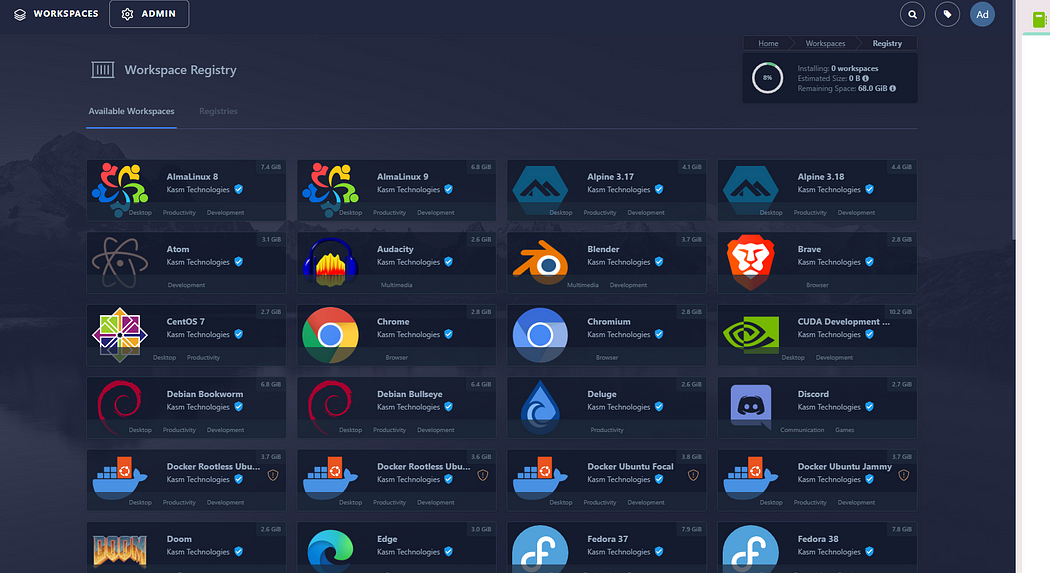 WORKSPACES ADMIN Ad
Home Workspaces Registry
Workspace Registry
8% Installing: 0 workspaces
Estimated Size: 0 B
Remaining Space: 68.0 GiB
Available Workspaces Registries
7.4 GiB 6.8 GiB 4.1 GiB 4.4 GiB
AlmaLinux 8 AlmaLinux 9 Alpine 3.17 Alpine 3.18
Kasm Technologies Kasm Technologies Kasm Technologies Kasm Technologies
Desktop Productivity Development Desktop Productivity Development Desktop Productivity Development Desktop Productivity Development
3.1 GiB 2.6 GiB 3.7 GiB 2.8 GiB
Atom Audacity Blender Brave
Kasm Technologies Kasm Technologies Kasm Technologies Kasm Technologies
Development Multimedia Multimedia Development Browser
2.7 GiB 2.8 GiB 2.8 GiB 10.2 GiB
CentOS 7 Chrome Chromium CUDA Development ...
Kasm Technologies Kasm Technologies Kasm Technologies Kasm Technologies
Desktop Productivity Browser Browser Desktop Development
6.8 GiB 6.4 GiB 2.6 GiB 2.7 GiB
Debian Bookworm Debian Bullseye Deluge Discord
Kasm Technologies Kasm Technologies Kasm Technologies Kasm Technologies
Desktop Productivity Development Desktop Productivity Development Productivity Communication Games
3.7 GiB 3.6 GiB 3.8 GiB 3.7 GiB
Docker Rootless Ubu... Docker Rootless Ubu... Docker Ubuntu Focal Docker Ubuntu Jammy
Kasm Technologies Kasm Technologies Kasm Technologies Kasm Technologies
Desktop Productivity Development Desktop Productivity Development Desktop Productivity Development Desktop Productivity Development
2.6 GiB 3.0 GiB 7.9 GiB 7.8 GiB
DOOM Doom Edge Fedora 37 Fedora 38
Kasm Technologies Kasm Technologies Kasm Technologies Kasm Technologies